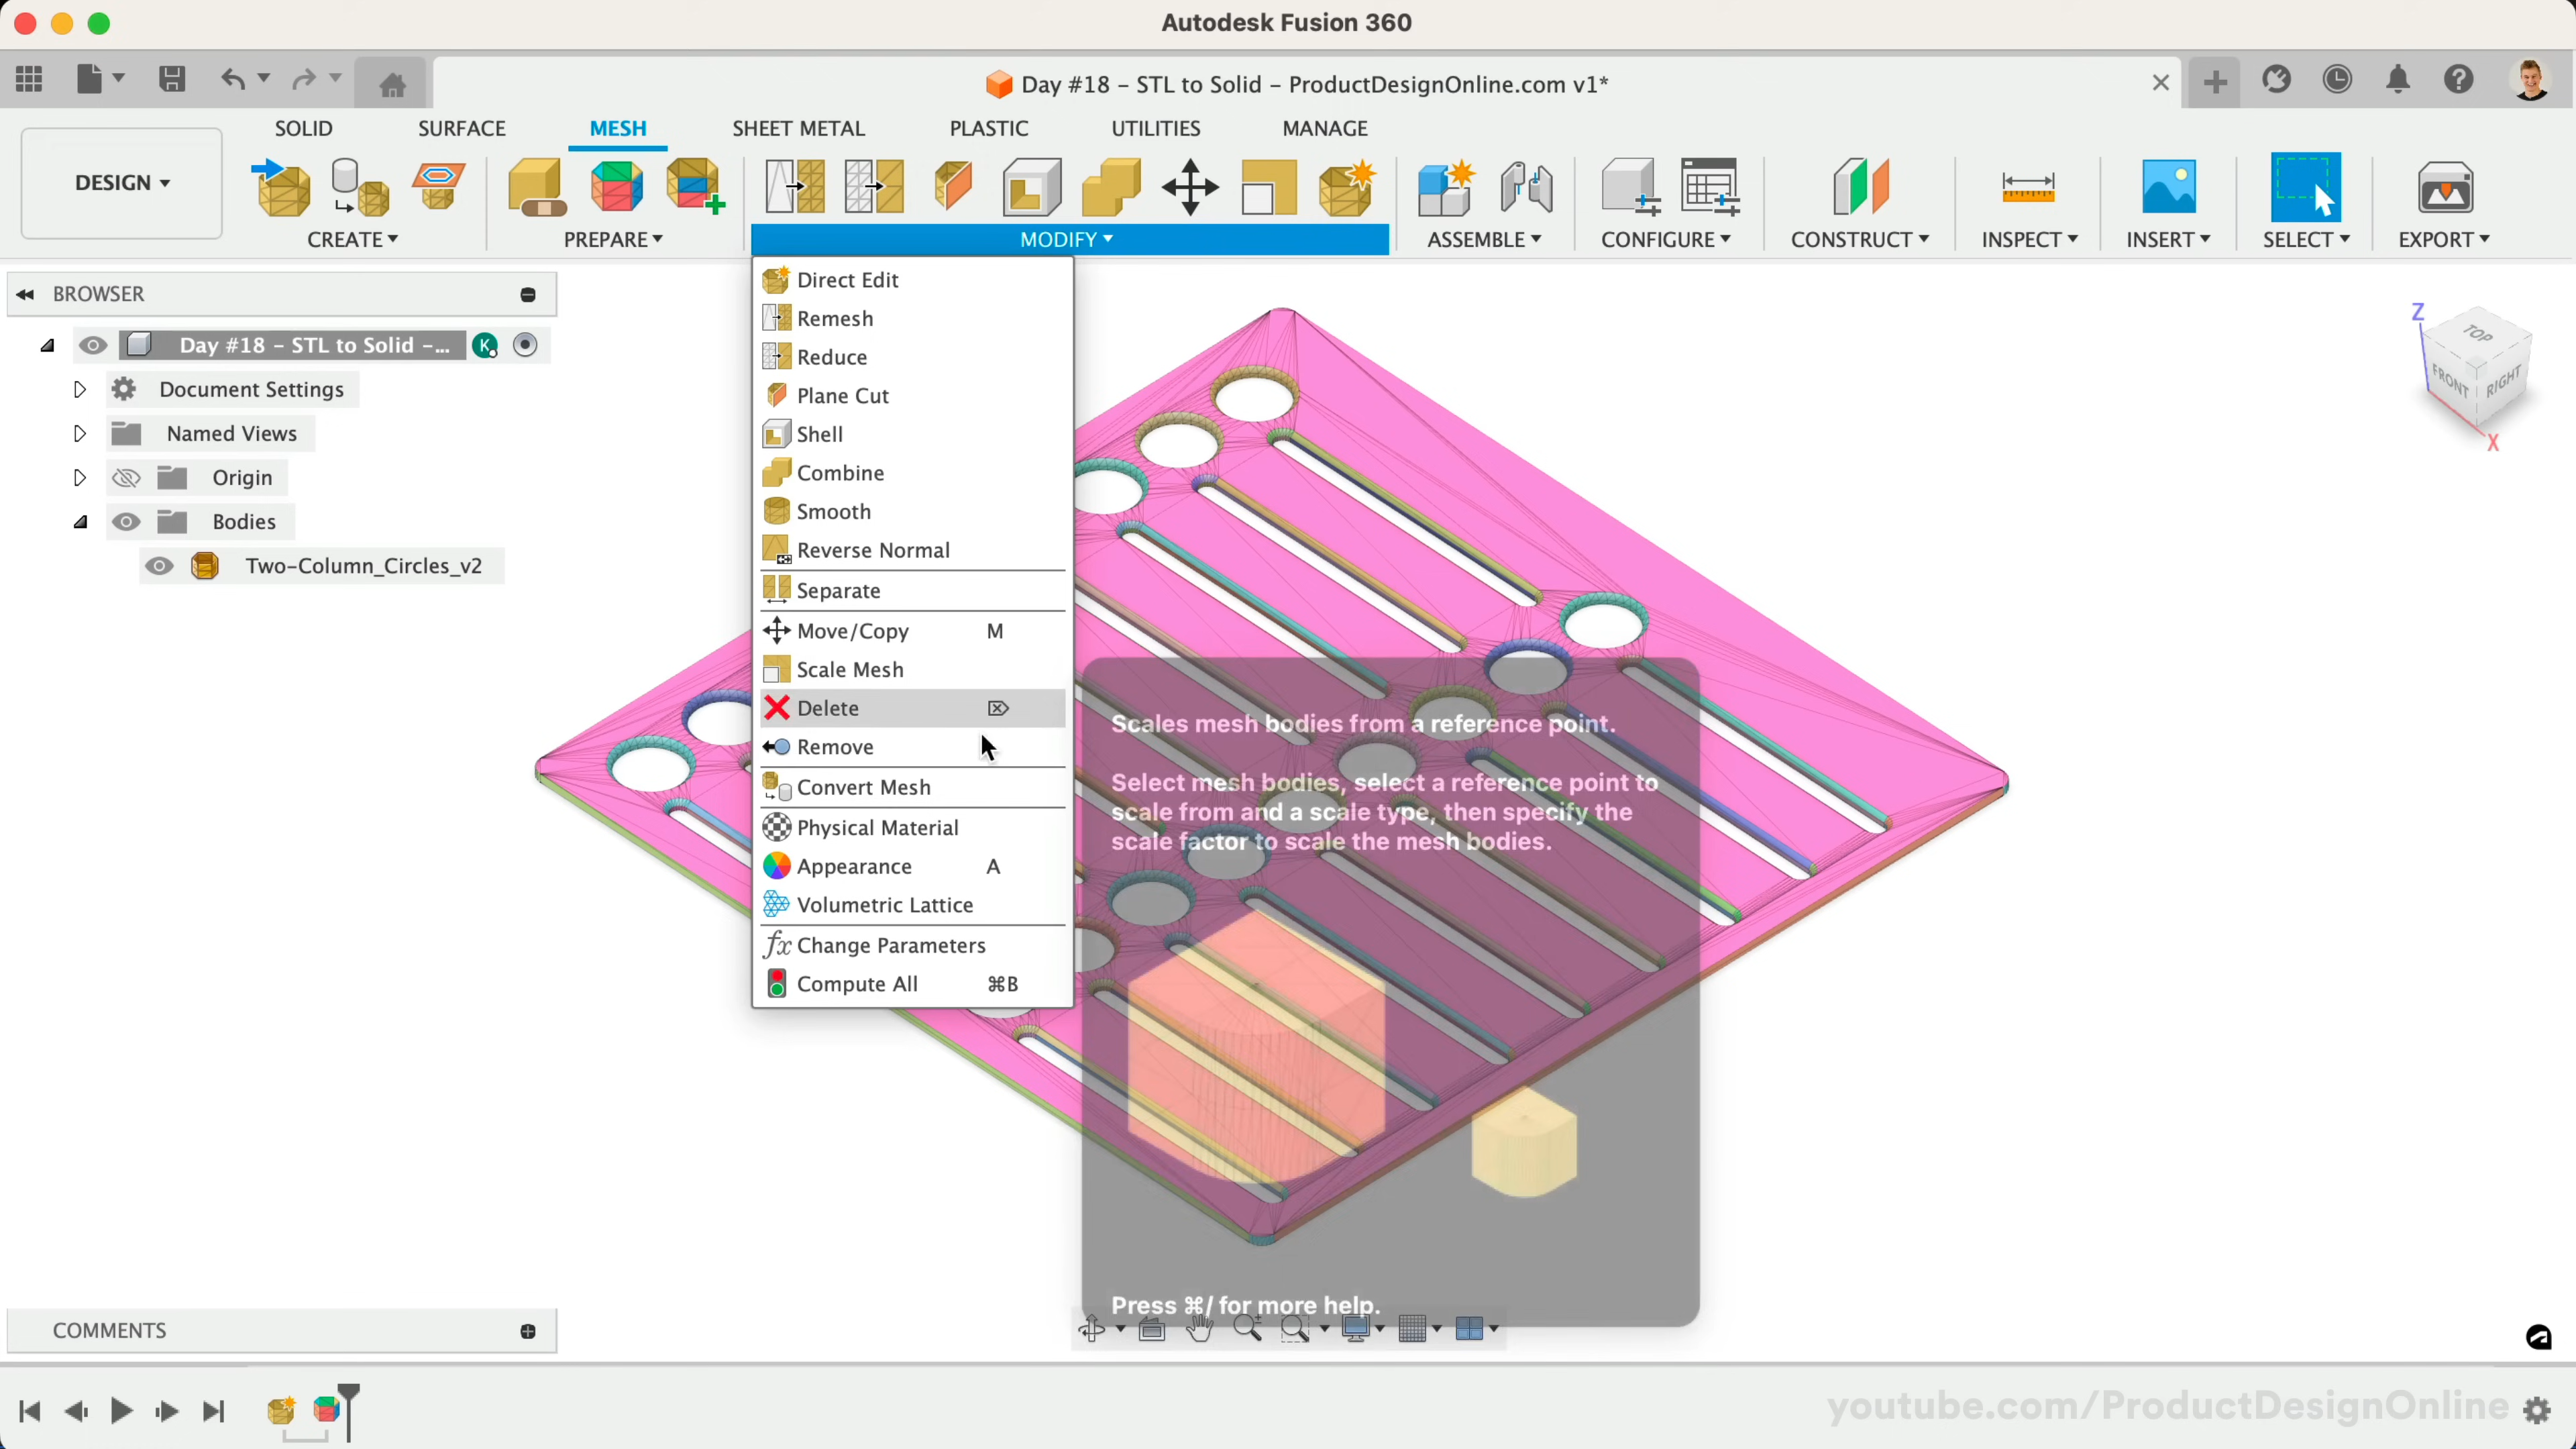 Autodesk Fusion 360
Day #18 – STL to Solid – ProductDesignOnline.com v1*
SOLID
SURFACE
MESH
SHEET METAL
PLASTIC
UTILITIES
MANAGE
DESIGN
CREATE
PREPARE
MODIFY
ASSEMBLE
CONFIGURE
CONSTRUCT
INSPECT
INSERT
SELECT
EXPORT
BROWSER
Day #18 – STL to Solid –...
K
Document Settings
Named Views
Origin
Bodies
Two-Column_Circles_v2
Direct Edit
Remesh
Reduce
Plane Cut
Shell
Combine
Smooth
Reverse Normal
Separate
Move/Copy M
Scale Mesh
Delete ⌦
Remove
Convert Mesh
Physical Material
Appearance A
Volumetric Lattice
fx Change Parameters
Compute All ⌘B
Scales mesh bodies from a reference point.
Select mesh bodies, select a reference point to
scale from and a scale type, then specify the
scale factor to scale the mesh bodies.
Press ⌘/ for more help.
Z
TOP
FRONT
RIGHT
X
COMMENTS
youtube.com/ProductDesignOnline